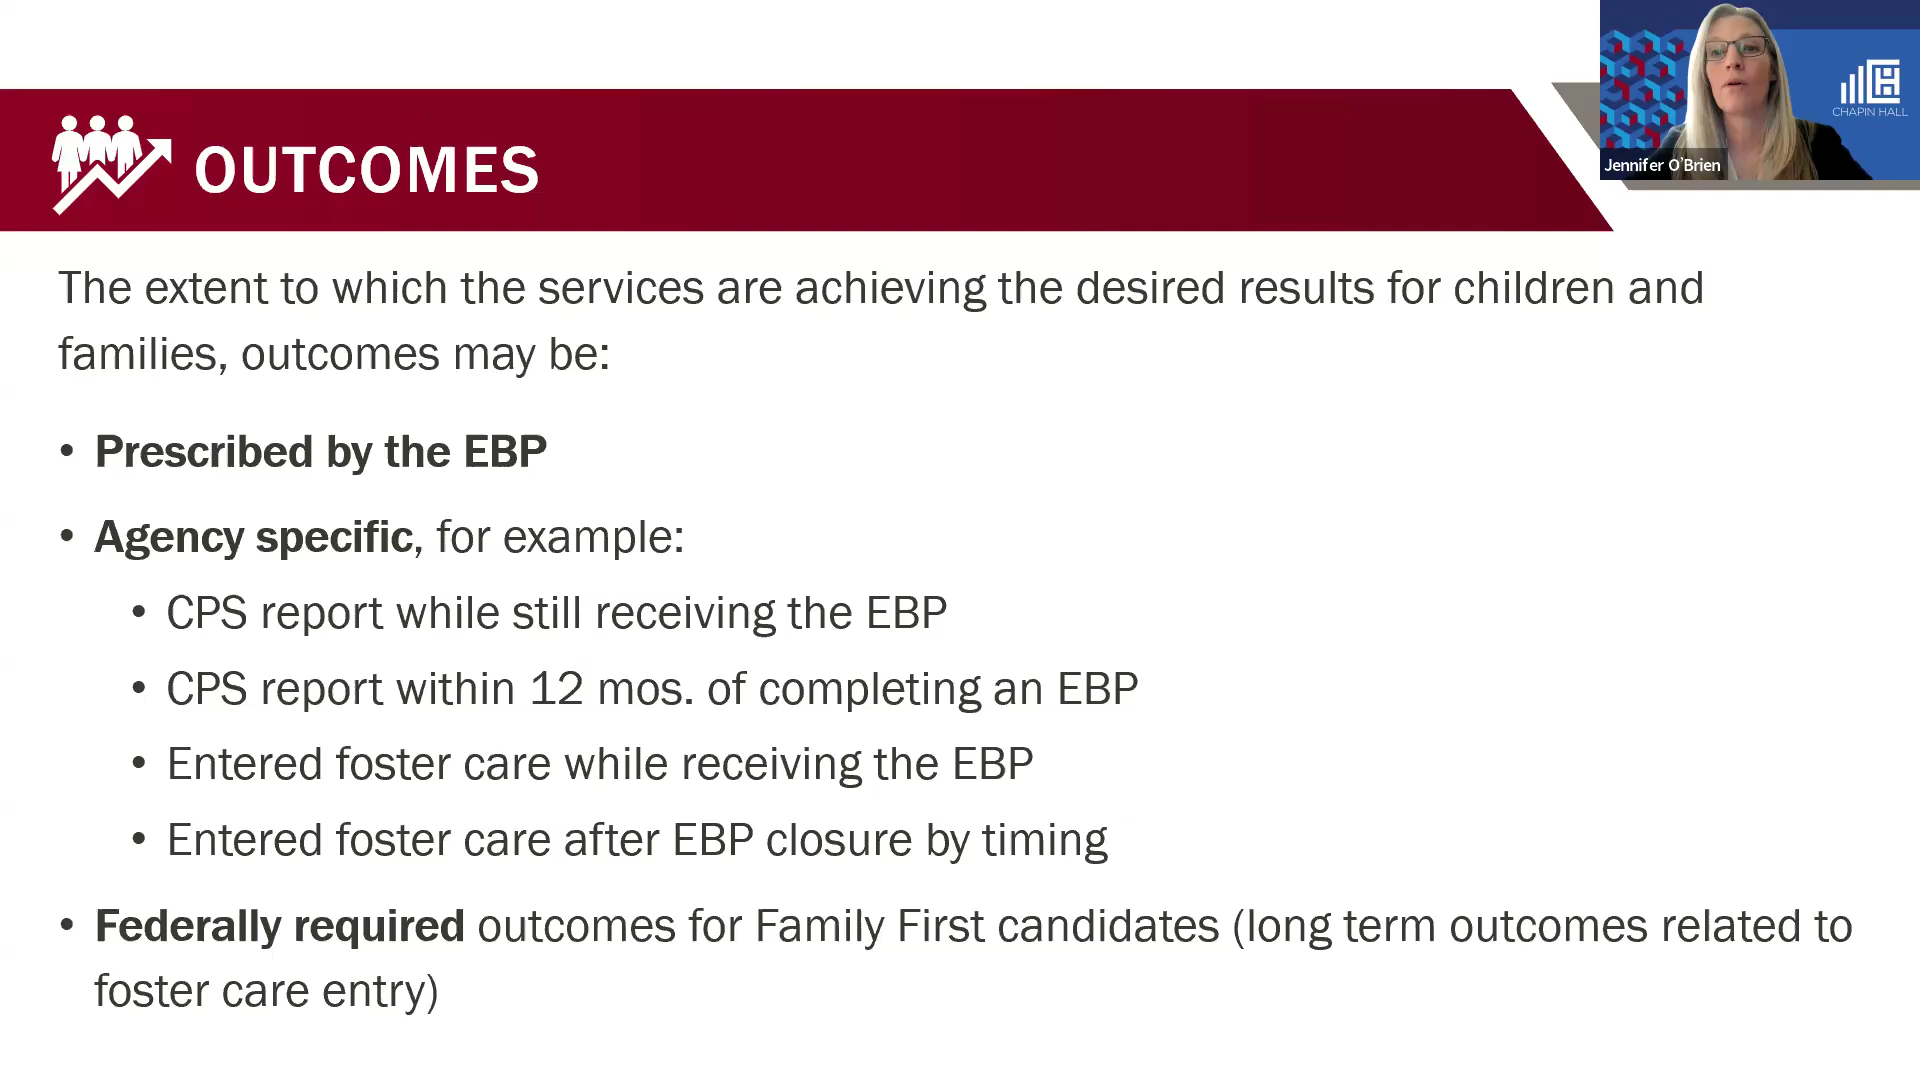 CHAPIN HALL
Jennifer O'Brien
OUTCOMES
The extent to which the services are achieving the desired results for children and
families, outcomes may be:
• Prescribed by the EBP
• Agency specific, for example:
• CPS report while still receiving the EBP
• CPS report within 12 mos. of completing an EBP
• Entered foster care while receiving the EBP
• Entered foster care after EBP closure by timing
• Federally required outcomes for Family First candidates (long term outcomes related to
foster care entry)